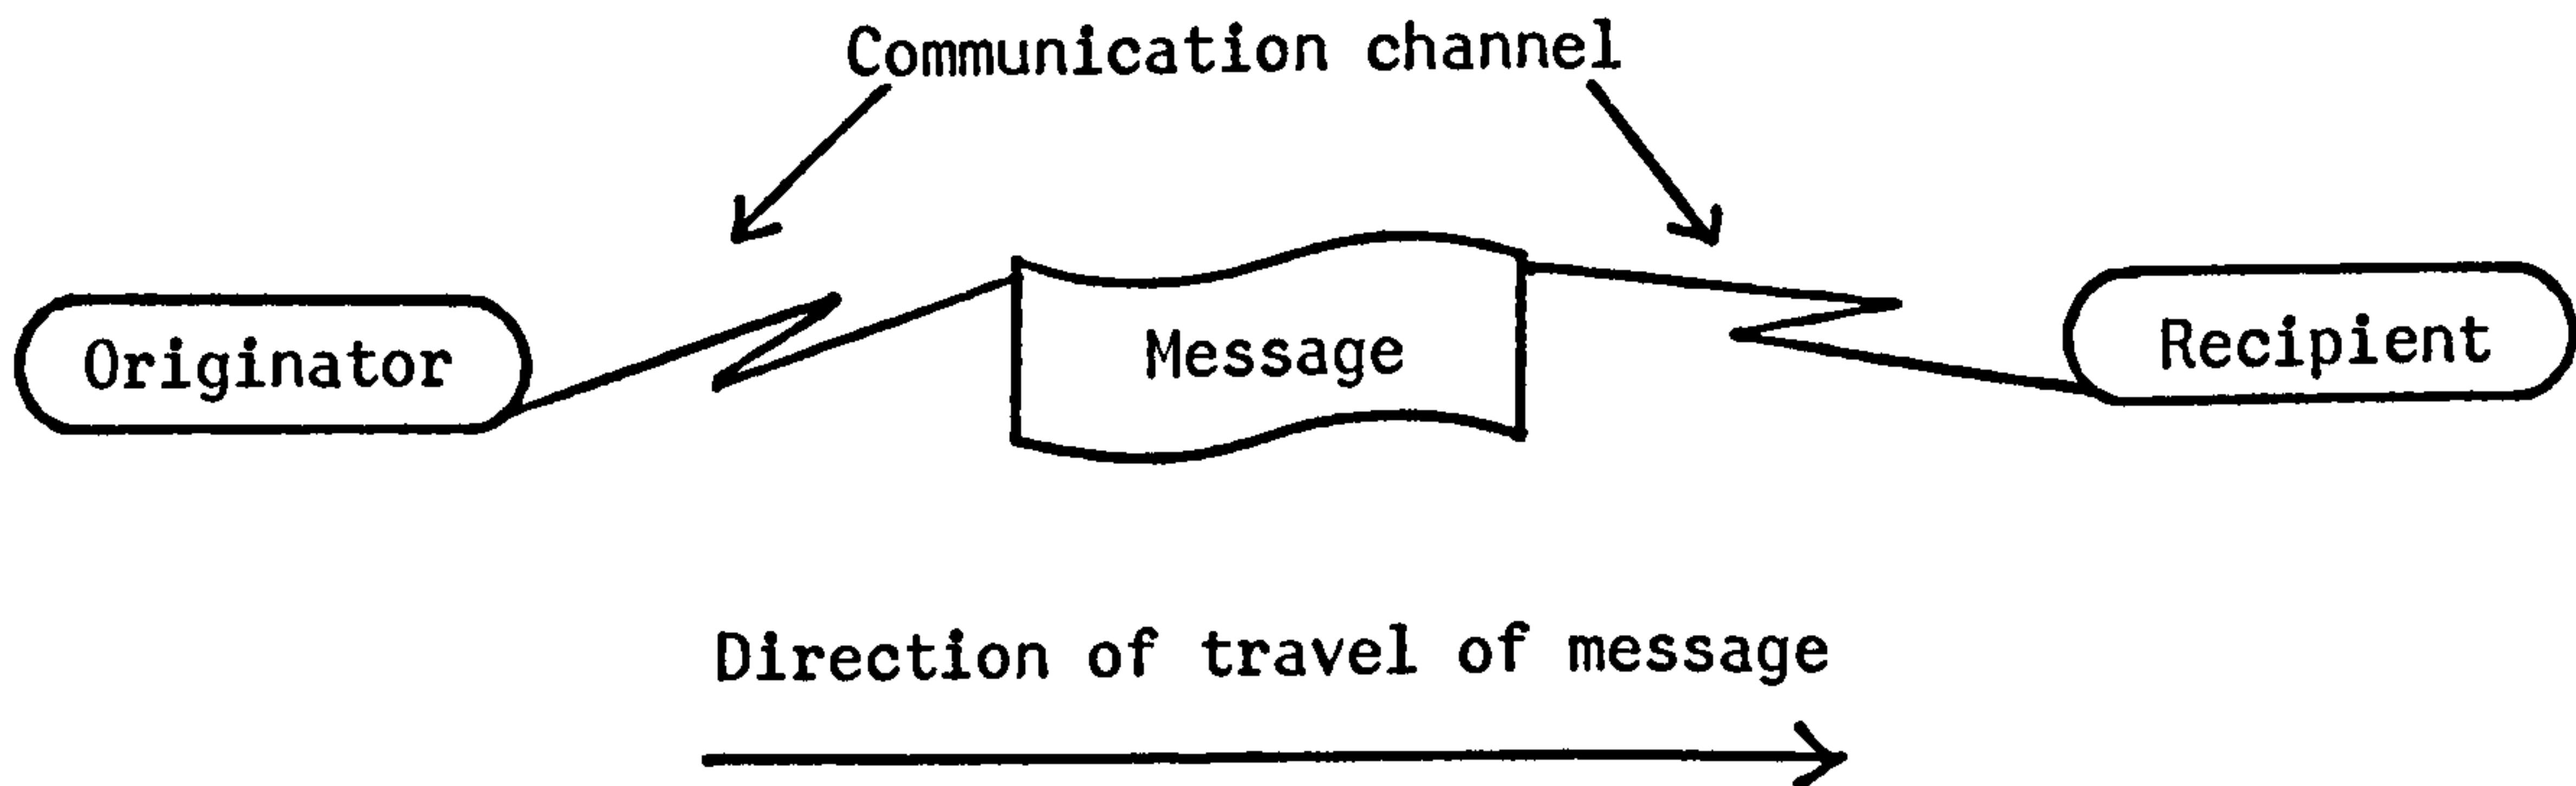 Communication channel
Originator
Message
Recipient
Direction of travel of message